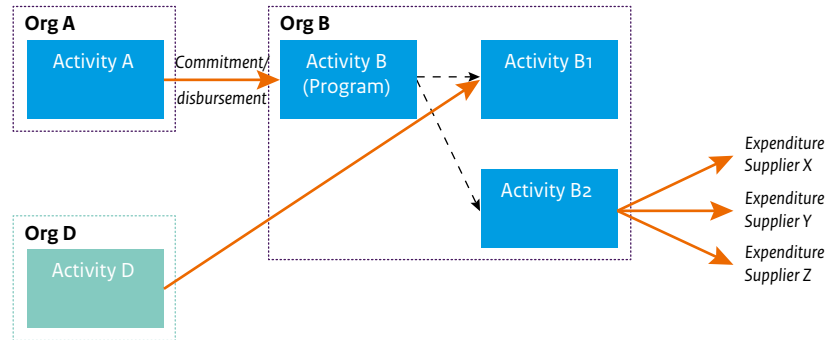 Org A
Activity A
Commitment/
disbursement
Org B
Activity B
(Program)
Activity B1
Activity B2
Expenditure
Supplier X
Expenditure
Supplier Y
Expenditure
Supplier Z
Org D
Activity D